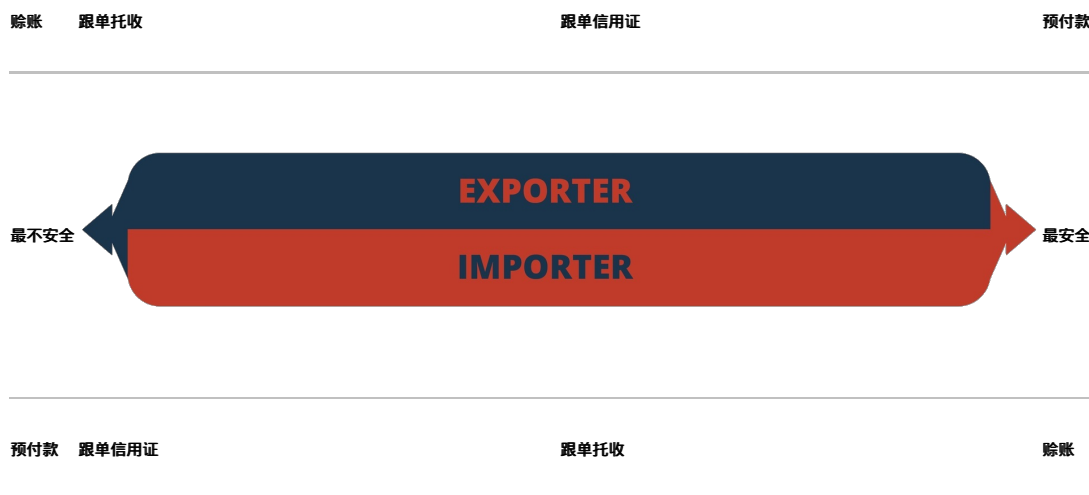 赊账 跟单托收 跟单信用证 预付款
EXPORTER
最不安全 最安全
IMPORTER
预付款 跟单信用证 跟单托收 赊账